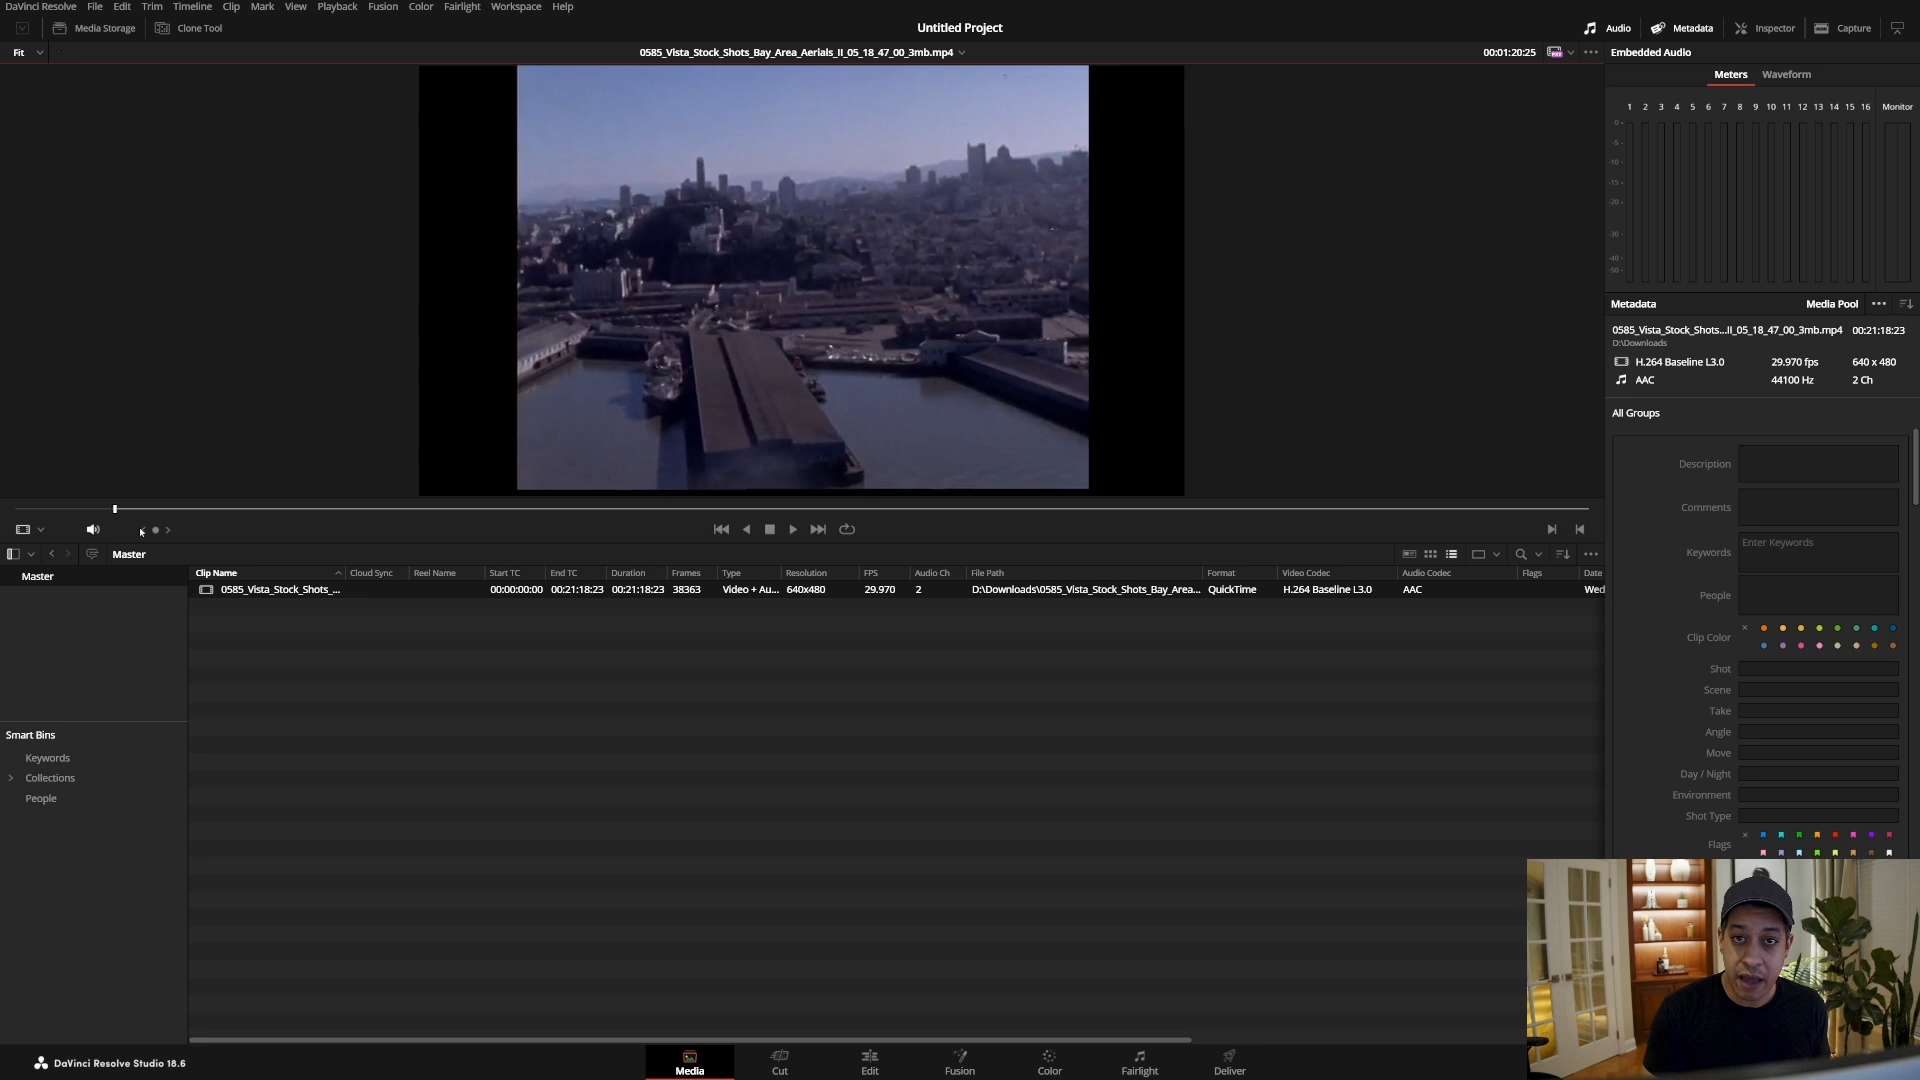 DaVinci Resolve File Edit Trim Timeline Clip Mark View Playback Fusion Color Fairlight Workspace Help
Media Storage Clone Tool Untitled Project Audio Metadata Inspector Capture
Fit 0585_Vista_Stock_Shots_Bay_Area_Aerials_II_05_18_47_00_3mb.mp4 00:01:20:25 Embedded Audio
Meters Waveform
1 2 3 4 5 6 7 8 9 10 11 12 13 14 15 16 Monitor
0
-5
-10
-15
-20
-30
-40
-50
Metadata Media Pool
0585_Vista_Stock_Shots...II_05_18_47_00_3mb.mp4 00:21:18:23
D:\Downloads
H.264 Baseline L3.0 29.970 fps 640 x 480
AAC 44100 Hz 2 Ch
All Groups
Description
Comments
Keywords Enter Keywords
People
Clip Color
Shot
Scene
Take
Angle
Move
Day / Night
Environment
Shot Type
Flags
Master
Master
Clip Name Cloud Sync Reel Name Start TC End TC Duration Frames Type Resolution FPS Audio Ch File Path Format Video Codec Audio Codec Flags Date
0585_Vista_Stock_Shots_... 00:00:00:00 00:21:18:23 00:21:18:23 38363 Video + Au... 640x480 29.970 2 D:\Downloads\0585_Vista_Stock_Shots_Bay_Area... QuickTime H.264 Baseline L3.0 AAC Wed
Smart Bins
Keywords
Collections
People
DaVinci Resolve Studio 18.6
Media Cut Edit Fusion Color Fairlight Deliver